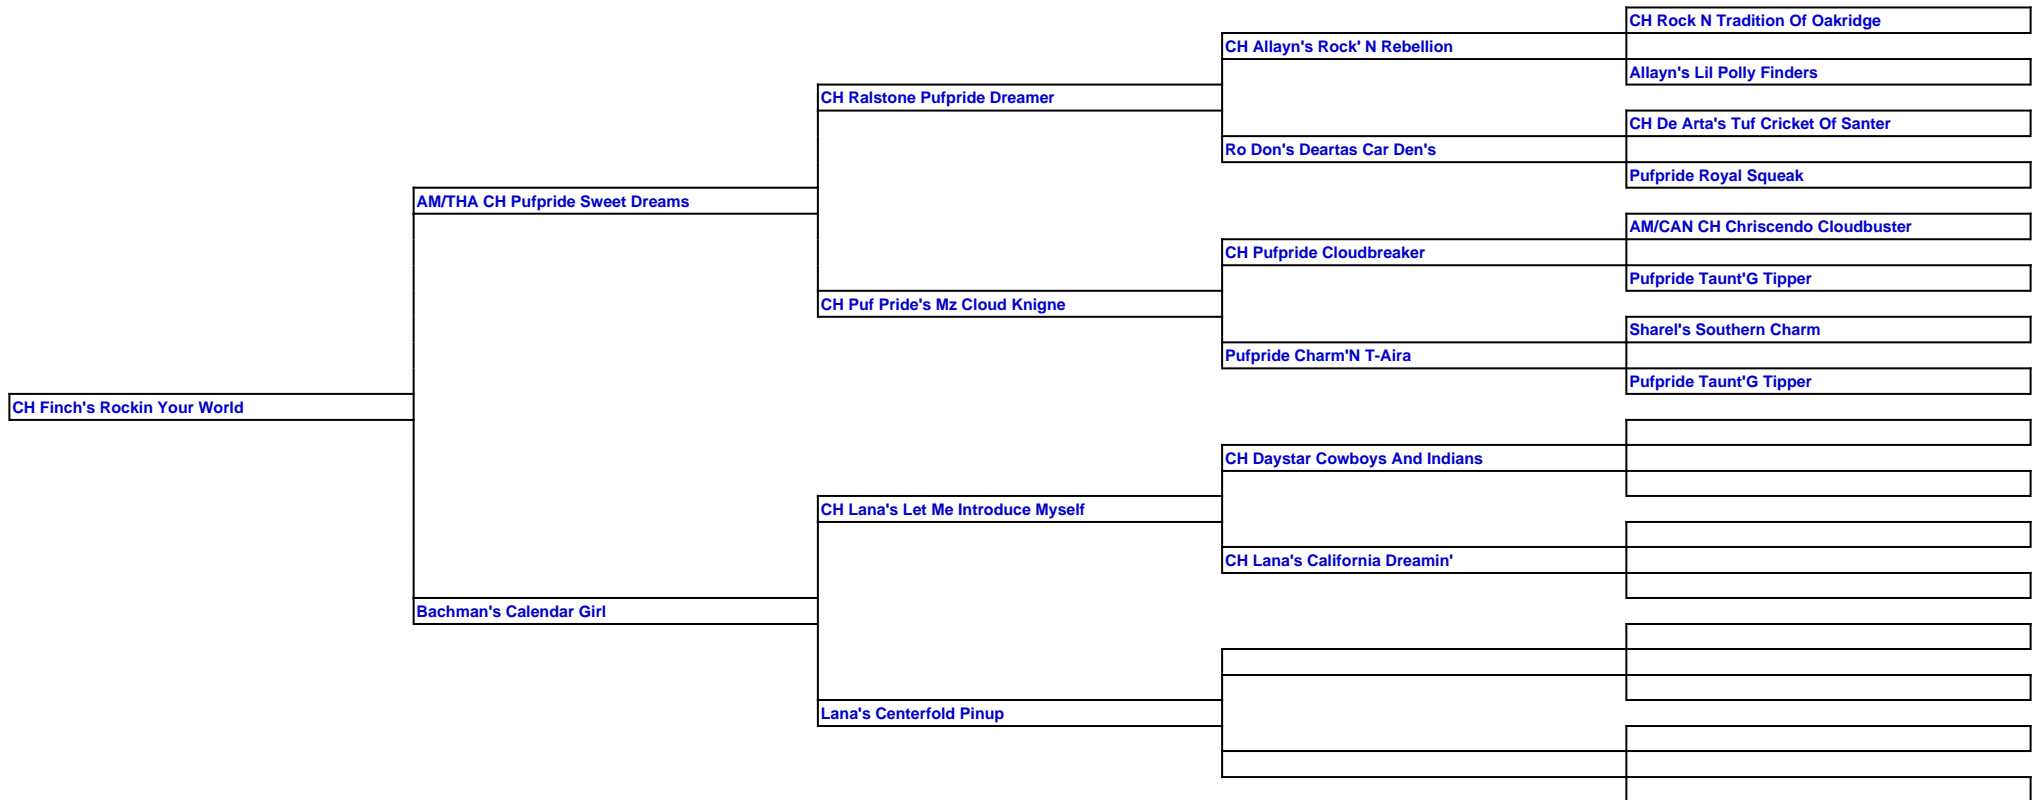 CH Rock N Tradition Of Oakridge
CH Allayn's Rock' N Rebellion
Allayn's Lil Polly Finders
CH Ralstone Pufpride Dreamer
CH De Arta's Tuf Cricket Of Santer
Ro Don's Deartas Car Den's
Pufpride Royal Squeak
AM/THA CH Pufpride Sweet Dreams
AM/CAN CH Chriscendo Cloudbuster
CH Pufpride Cloudbreaker
Pufpride Taunt'G Tipper
CH Puf Pride's Mz Cloud Knigne
Sharel's Southern Charm
Pufpride Charm'N T-Aira
Pufpride Taunt'G Tipper
CH Finch's Rockin Your World
CH Daystar Cowboys And Indians
CH Lana's Let Me Introduce Myself
CH Lana's California Dreamin'
Bachman's Calendar Girl
Lana's Centerfold Pinup